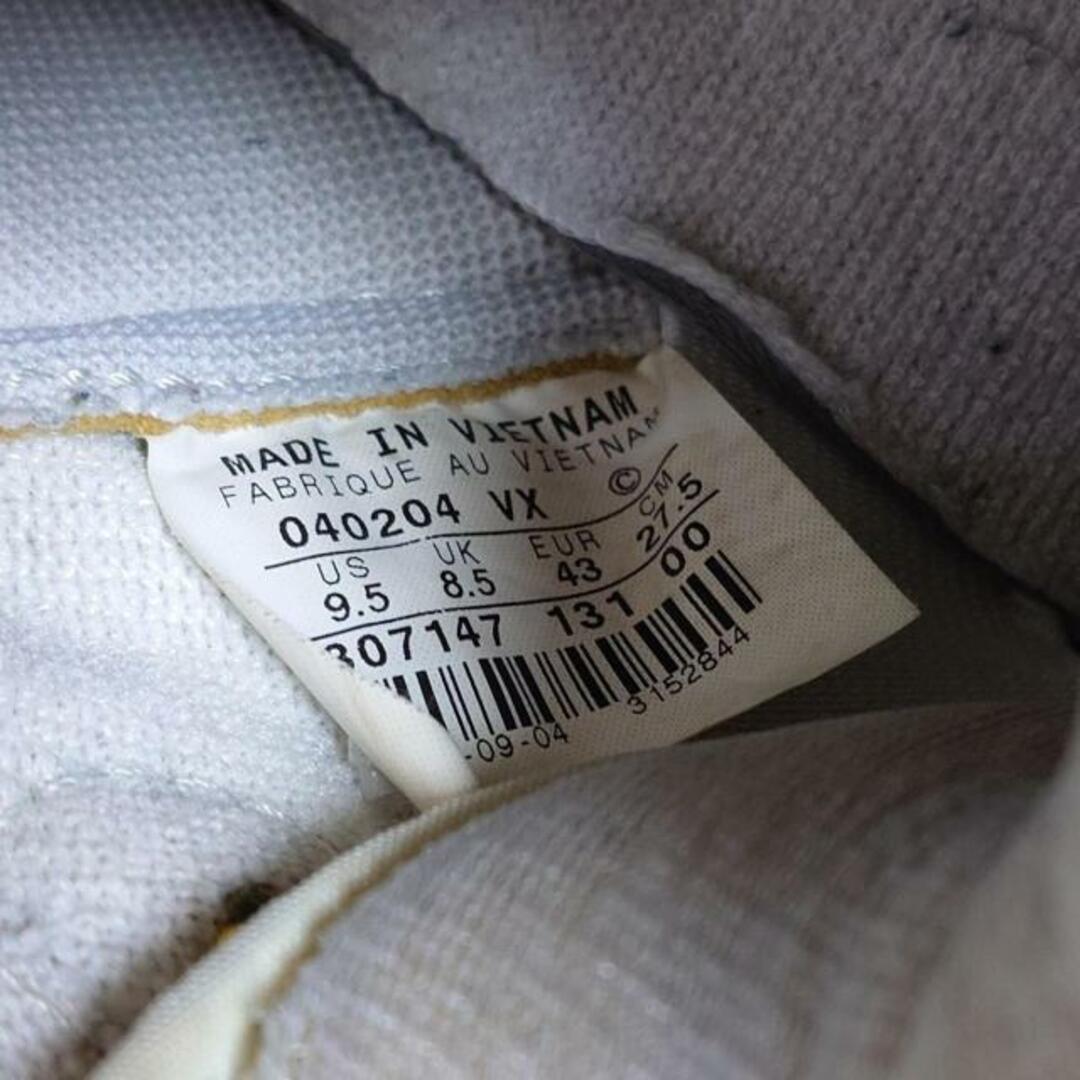 MADE IN VIETNAM
FABRIQUE AU VIETNAM
040204 VX ©
US UK EUR CM
9.5 8.5 43 27.5
307147 131 00
-09-04 3152844